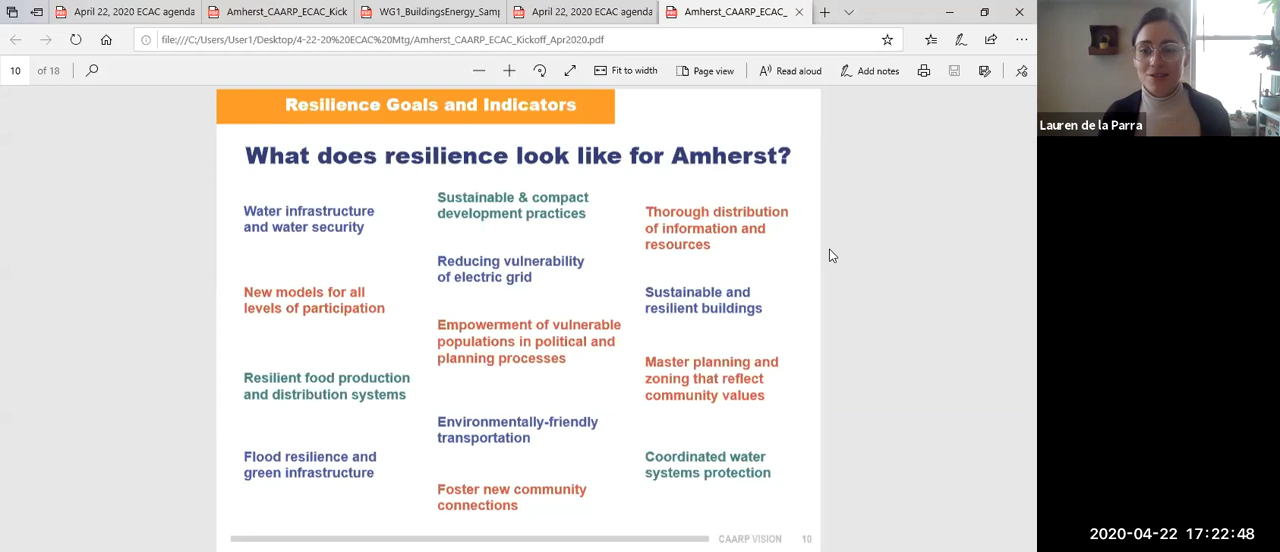 April 22, 2020 ECAC agenda
Amherst_CAARP_ECAC_Kick
WG1_BuildingsEnergy_Samp
April 22, 2020 ECAC agenda
Amherst_CAARP_ECAC_
file:///C:/Users/User1/Desktop/4-22-20%20ECAC%20Mtg/Amherst_CAARP_ECAC_Kickoff_Apr2020.pdf
10 of 18
Fit to width
Page view
Read aloud
Add notes
Lauren de la Parra
Resilience Goals and Indicators
What does resilience look like for Amherst?
Water infrastructure
and water security
New models for all
levels of participation
Resilient food production
and distribution systems
Flood resilience and
green infrastructure
Sustainable & compact
development practices
Reducing vulnerability
of electric grid
Empowerment of vulnerable
populations in political and
planning processes
Environmentally-friendly
transportation
Foster new community
connections
Thorough distribution
of information and
resources
Sustainable and
resilient buildings
Master planning and
zoning that reflect
community values
Coordinated water
systems protection
CAARP VISION 10
2020-04-22 17:22:48